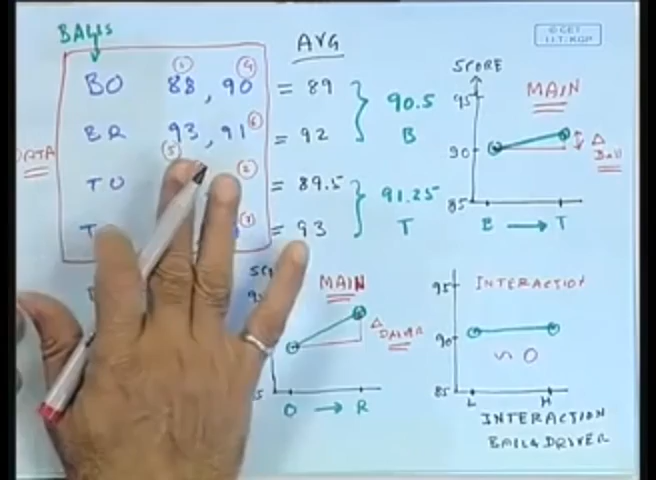 BALLS
AVG
© CET
I.I.T. KGP
BO 88, 90 = 89
BR 93, 91 = 92
90.5
B
TO = 89.5
T = 93
91.25
T
DATA
SCORE
MAIN
95
90
85
Δ
Ball
B → T
MAIN
Δ
DRIVER
O → R
INTERACTION
95
90
85
~ 0
L H
INTERACTION
BALL & DRIVER